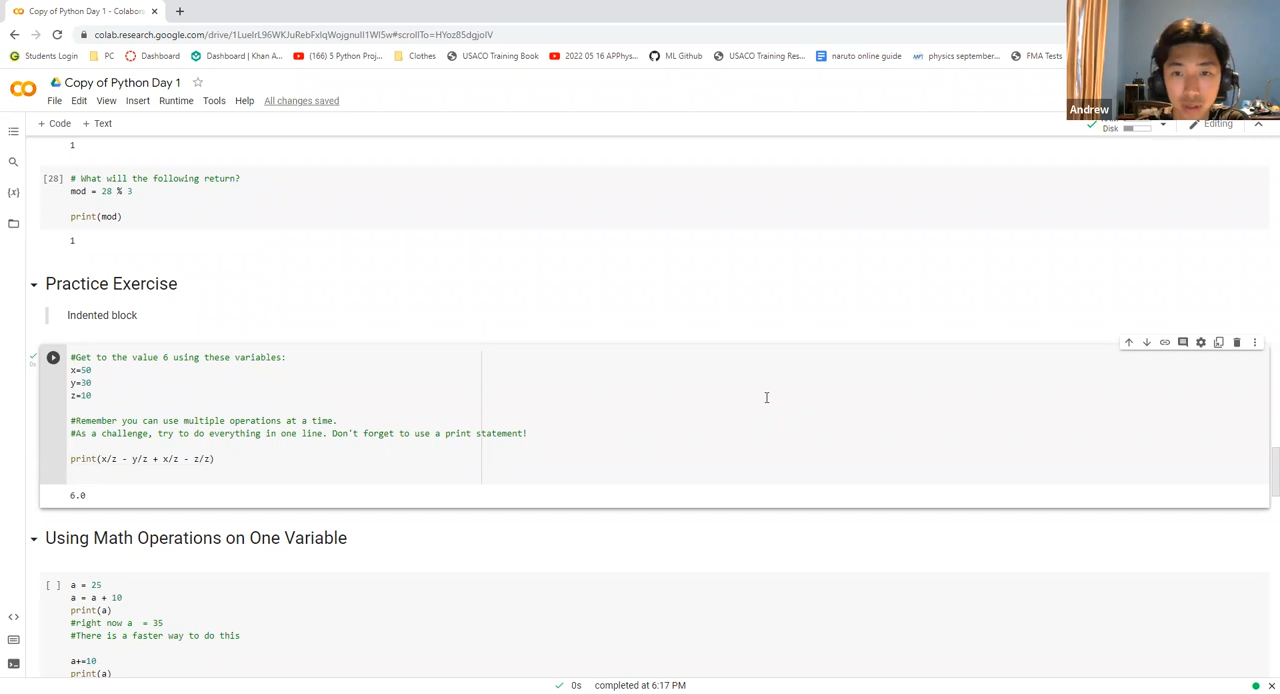 Copy of Python Day 1 - Colabo
colab.research.google.com/drive/
Students Login
PC
Dashboard
Dashboard | Khan A...
(166) 5 Python Proj...
Clothes
USACO Training Book
2022 05 16 APPhys...
ML Github
USACO Training Res...
naruto online guide
physics september...
FMA Tests
Copy of Python Day 1
File Edit View Insert Runtime Tools Help All changes saved
Andrew
+ Code + Text
Disk
Editing
1
[28] # What will the following return?
mod = 28 % 3
print(mod)
1
Practice Exercise
Indented block
0s
#Get to the value 6 using these variables:
x=50
y=30
z=10
#Remember you can use multiple operations at a time.
#As a challenge, try to do everything in one line. Don't forget to use a print statement!
print(x/z - y/z + x/z - z/z)
6.0
Using Math Operations on One Variable
[ ] a = 25
a = a + 10
print(a)
#right now a  = 35
#There is a faster way to do this
a+=10
print(a)
0s completed at 6:17 PM